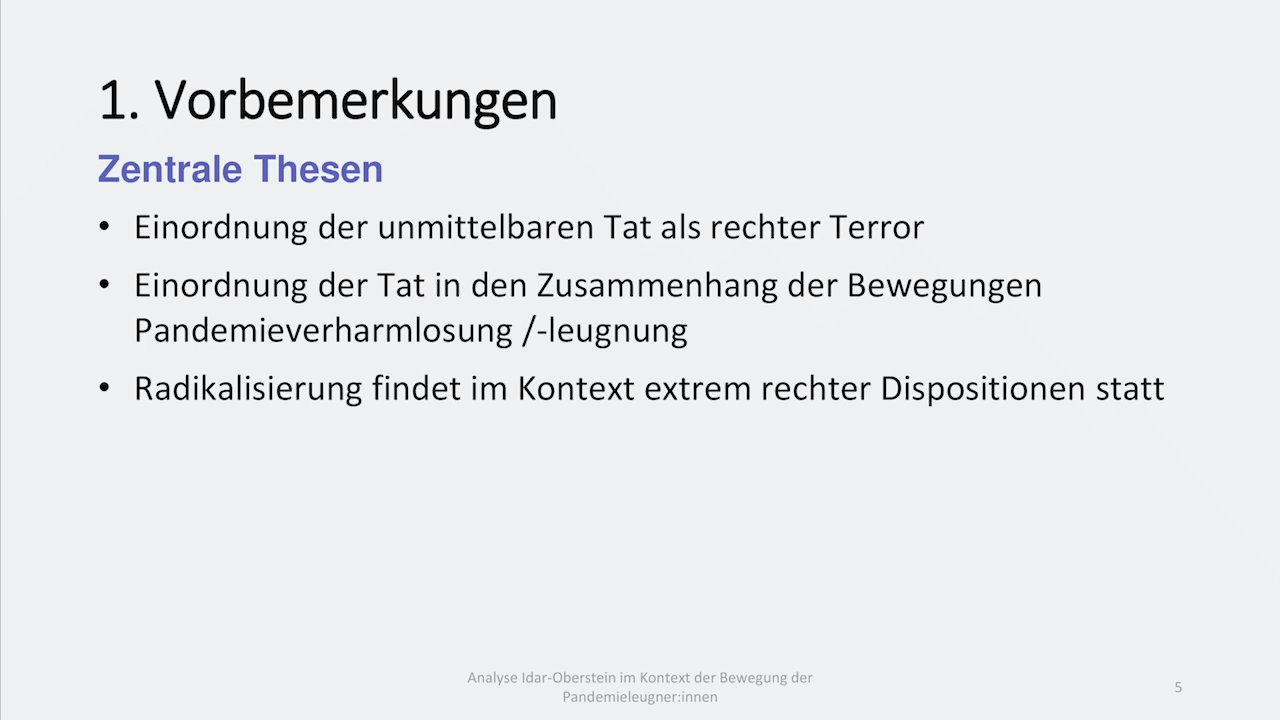 1. Vorbemerkungen
Zentrale Thesen
• Einordnung der unmittelbaren Tat als rechter Terror
• Einordnung der Tat in den Zusammenhang der Bewegungen
Pandemieverharmlosung /-leugnung
• Radikalisierung findet im Kontext extrem rechter Dispositionen statt
Analyse Idar-Oberstein im Kontext der Bewegung der
Pandemieleugner:innen
5